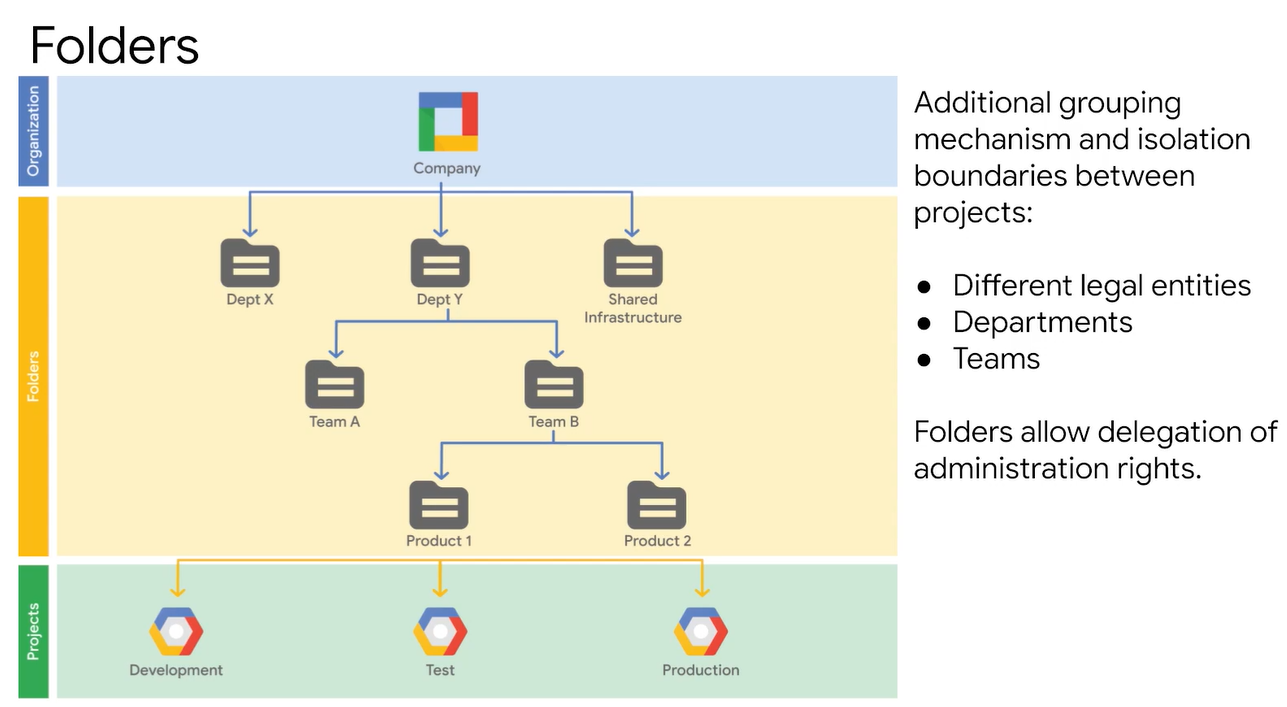 Folders
Organization
Company
Folders
Dept X
Dept Y
Shared
Infrastructure
Team A
Team B
Product 1
Product 2
Projects
Development
Test
Production
Additional grouping
mechanism and isolation
boundaries between
projects:
● Different legal entities
● Departments
● Teams
Folders allow delegation of
administration rights.